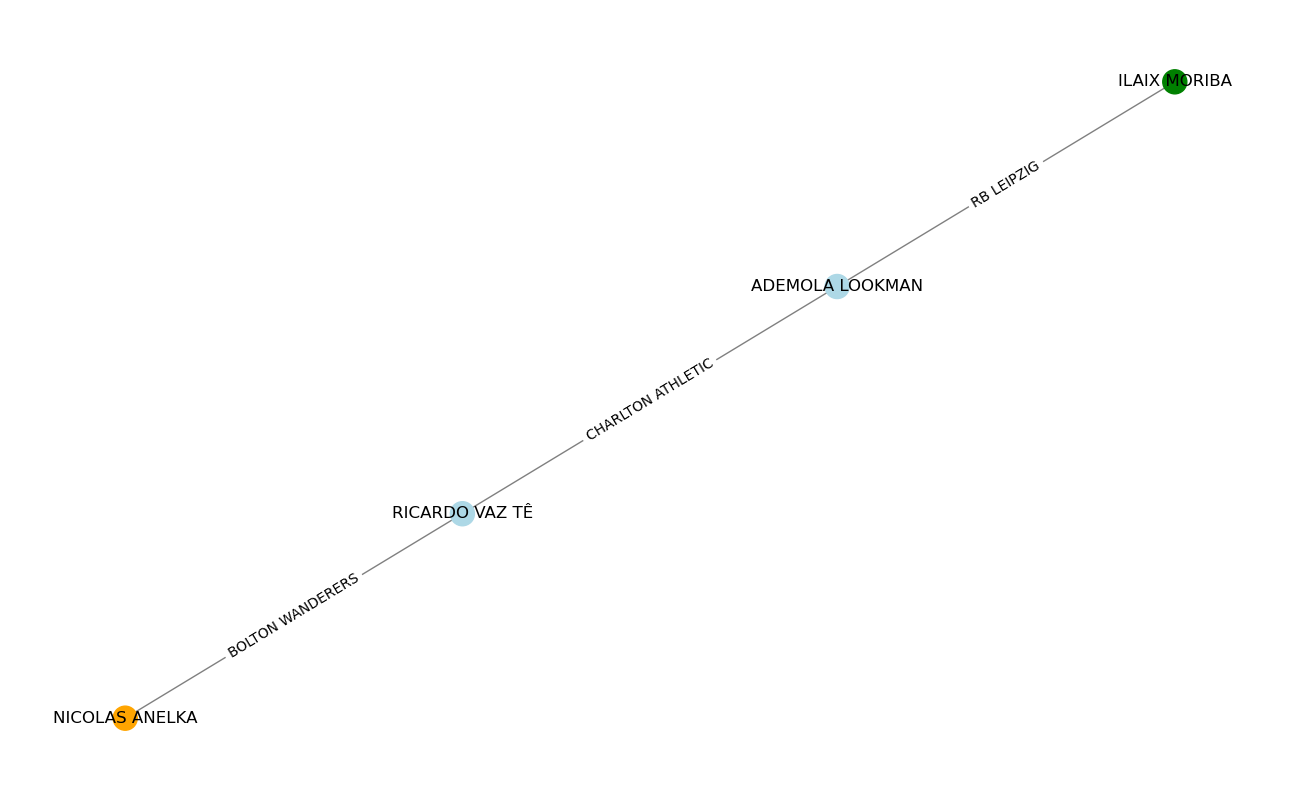 ILAIX MORIBA
RB LEIPZIG
ADEMOLA LOOKMAN
CHARLTON ATHLETIC
RICARDO VAZ TÊ
BOLTON WANDERERS
NICOLAS ANELKA